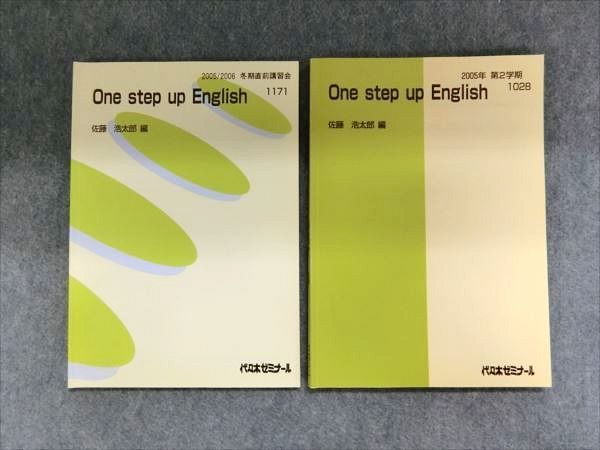 2005/2006 冬期直前講習会
One step up English 1171
佐藤 浩太郎 編
代々木ゼミナール
2005年 第2学期
One step up English 1028
佐藤 浩太郎 編
代々木ゼミナール